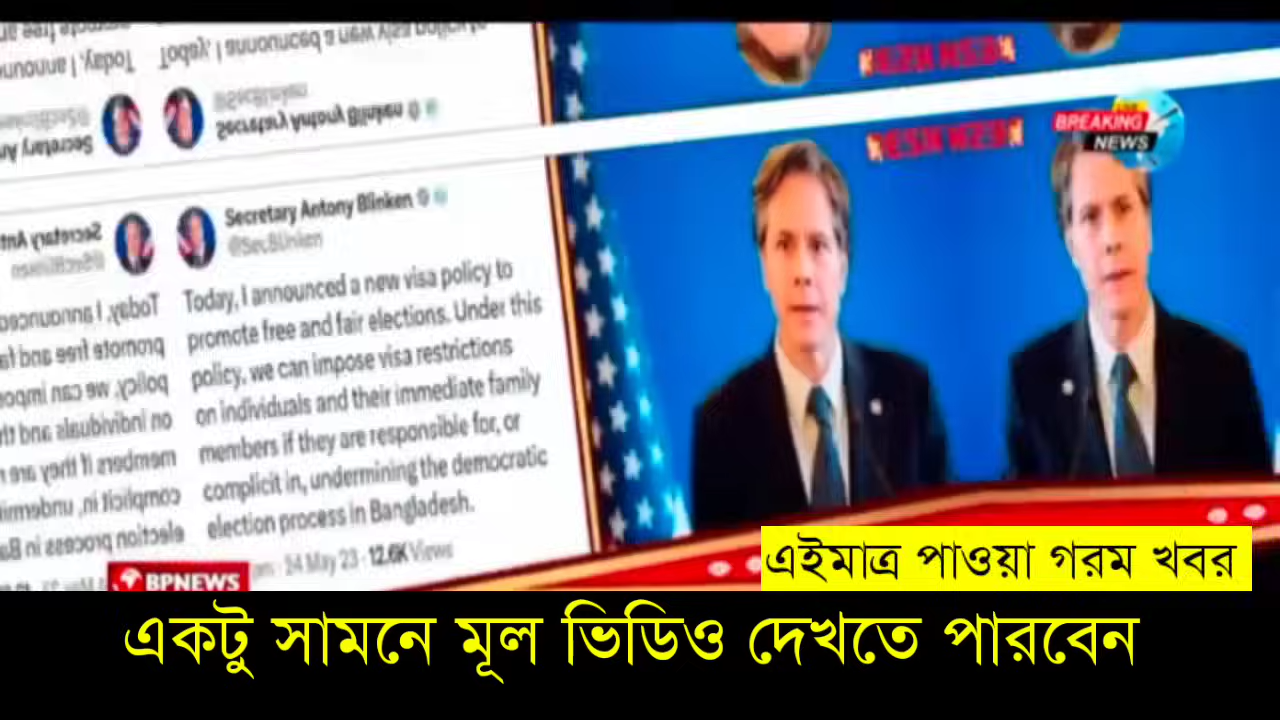 BREAKING
NEWS
Secretary Antony Blinken
@SecBlinken
Today, I announced a new visa policy to
promote free and fair elections. Under this
policy, we can impose visa restrictions
on individuals and their immediate family
members if they are responsible for, or
complicit in, undermining the democratic
election process in Bangladesh.
24 May 23 · 12.6K Views
BPNEWS
এইমাত্র পাওয়া গরম খবর
একটু সামনে মূল ভিডিও দেখতে পারবেন